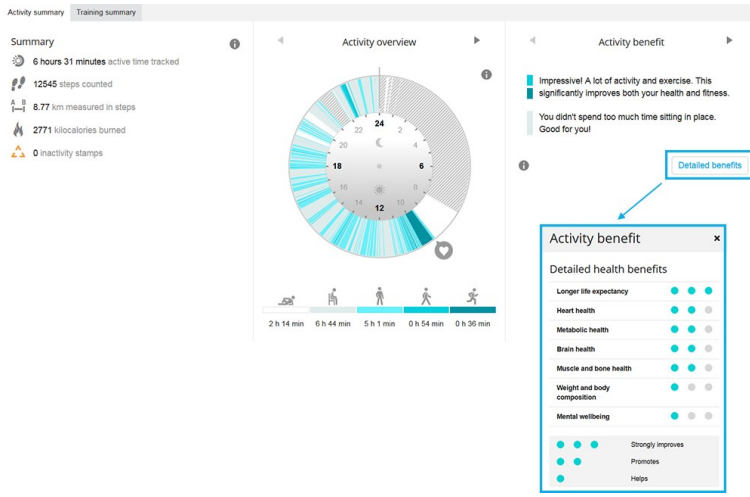 Activity summary
Training summary
Summary
6 hours 31 minutes active time tracked
12545 steps counted
A B
8.77 km measured in steps
2771 kilocalories burned
0 inactivity stamps
Activity overview
24
22
2
20
4
18
6
16
8
14
10
12
2 h 14 min
6 h 44 min
5 h 1 min
0 h 54 min
0 h 36 min
Activity benefit
Impressive! A lot of activity and exercise. This
significantly improves both your health and fitness.
You didn't spend too much time sitting in place.
Good for you!
Detailed benefits
Activity benefit
×
Detailed health benefits
Longer life expectancy
Heart health
Metabolic health
Brain health
Muscle and bone health
Weight and body
composition
Mental wellbeing
Strongly improves
Promotes
Helps